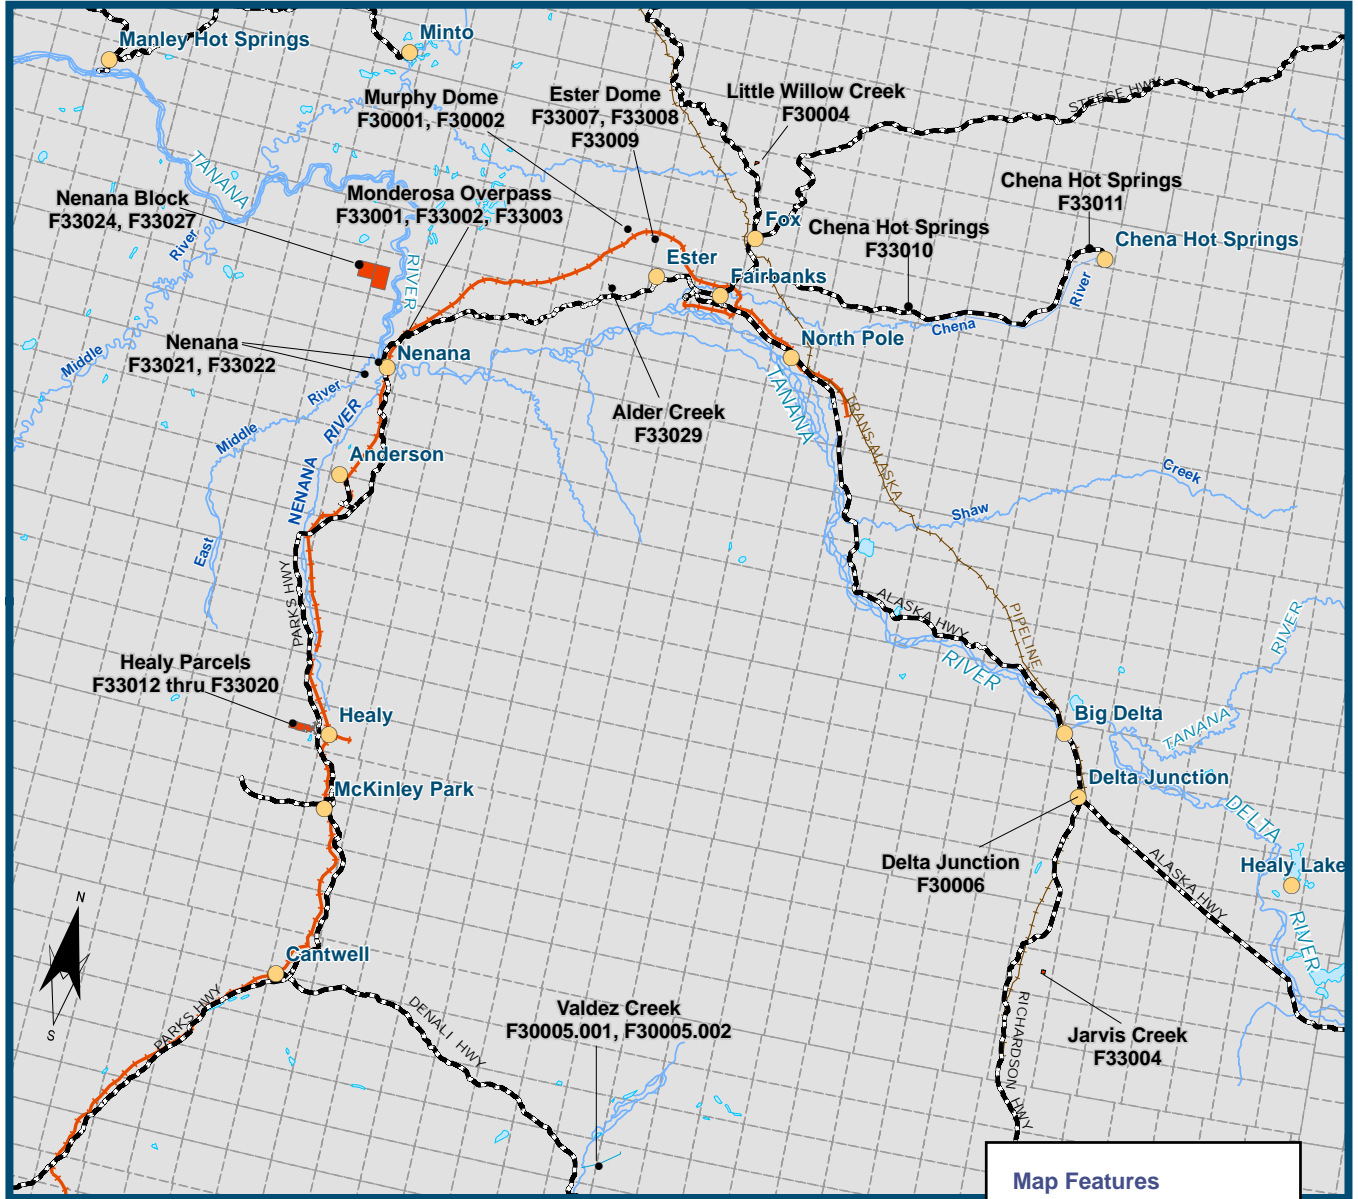 Manley Hot Springs
Minto
Murphy Dome
F30001, F30002
Ester Dome
F33007, F33008
F33009
Little Willow Creek
F30004
STEESE HWY
TANANA
River
Nenana Block
F33024, F33027
Monderosa Overpass
F33001, F33002, F33003
Chena Hot Springs
F33011
Chena Hot Springs
F33010
Chena Hot Springs
Fox
Ester
Fairbanks
RIVER
River
Chena
North Pole
Nenana
F33021, F33022
Nenana
Middle
River
Middle
East
NENANA RIVER
TANANA
Alder Creek
F33029
TRANS-ALASKA
PIPELINE
Anderson
Shaw
Creek
PARKS HWY
ALASKA HWY
RIVER
RIVER
TANANA
Healy Parcels
F33012 thru F33020
Healy
Big Delta
McKinley Park
Delta Junction
DELTA
RIVER
Delta Junction
F30006
ALASKA HWY
Healy Lake
N
S
Cantwell
PARKS HWY
DENALI HWY
Valdez Creek
F30005.001, F30005.002
RICHARDSON HWY
Jarvis Creek
F33004
Map Features